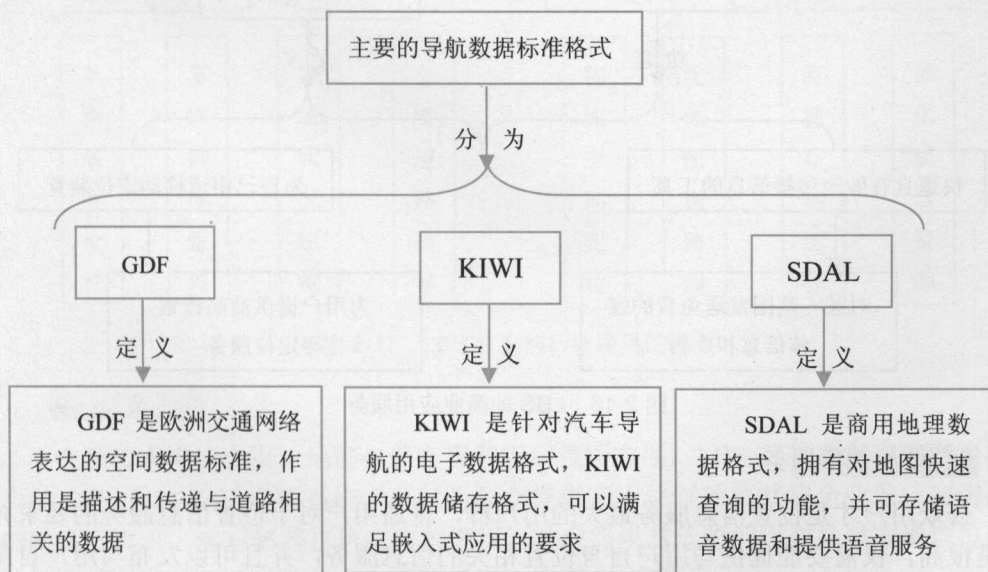 主要的导航数据标准格式
分 为
GDF
KIWI
SDAL
定 义
定 义
定 义
GDF 是欧洲交通网络
表达的空间数据标准，作
用是描述和传递与道路相
关的数据
KIWI 是针对汽车导
航的电子数据格式，KIWI
的数据储存格式，可以满
足嵌入式应用的要求
SDAL 是商用地理数
据格式，拥有对地图快速
查询的功能，并可存储语
音数据和提供语音服务